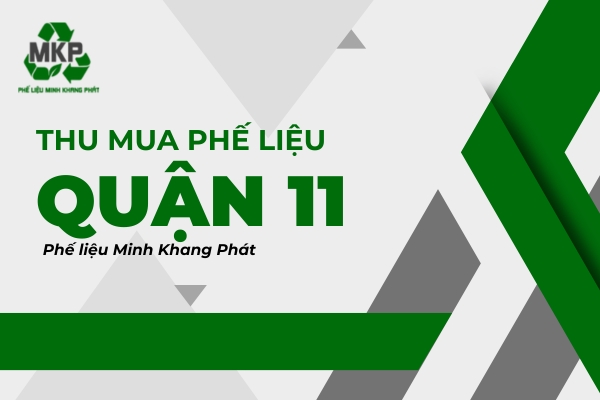 MKP
PHẾ LIỆU MINH KHANG PHÁT
THU MUA PHẾ LIỆU
QUẬN 11
Phế liệu Minh Khang Phát